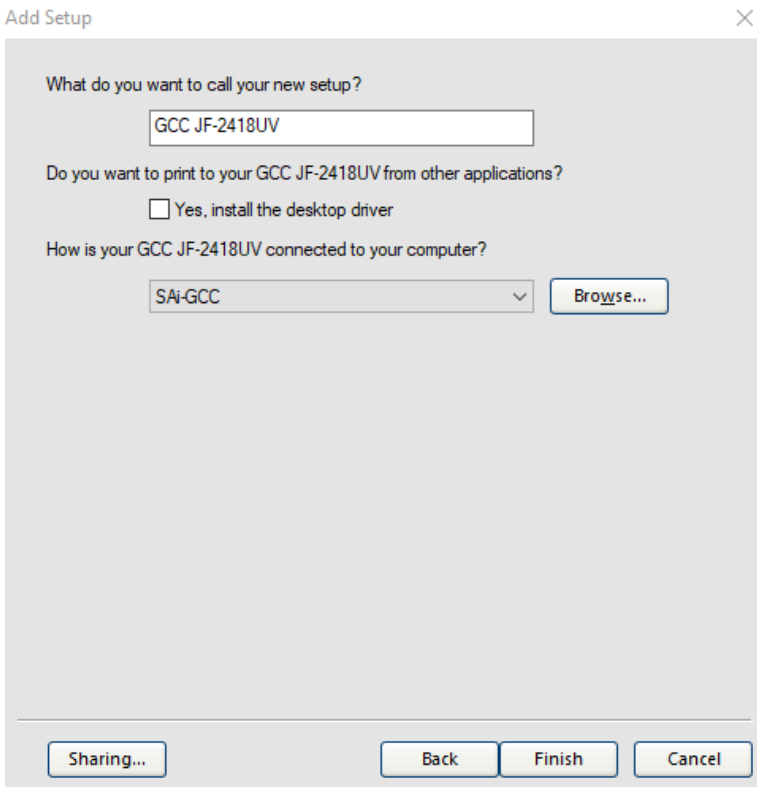 Add Setup
What do you want to call your new setup?
GCC JF-2418UV
Do you want to print to your GCC JF-2418UV from other applications?
Yes, install the desktop driver
How is your GCC JF-2418UV connected to your computer?
SAi-GCC
Browse...
Sharing...
Back
Finish
Cancel